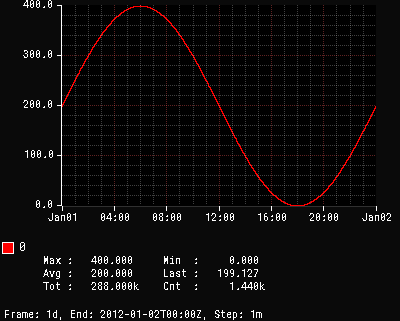 400.0
300.0
200.0
100.0
0.0
Jan01 04:00 08:00 12:00 16:00 20:00 Jan02
0
Max : 400.000 Min : 0.000
Avg : 200.000 Last : 199.127
Tot : 288.000k Cnt : 1.440k
Frame: 1d, End: 2012-01-02T00:00Z, Step: 1m